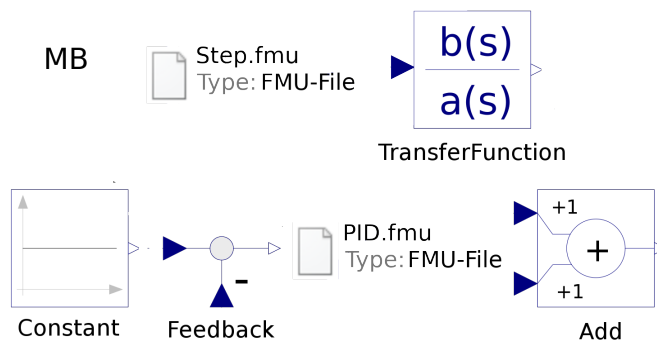 MB
Step.fmu
Type: FMU-File
b(s)
a(s)
TransferFunction
Constant
-
Feedback
PID.fmu
Type: FMU-File
+1
+
+1
Add